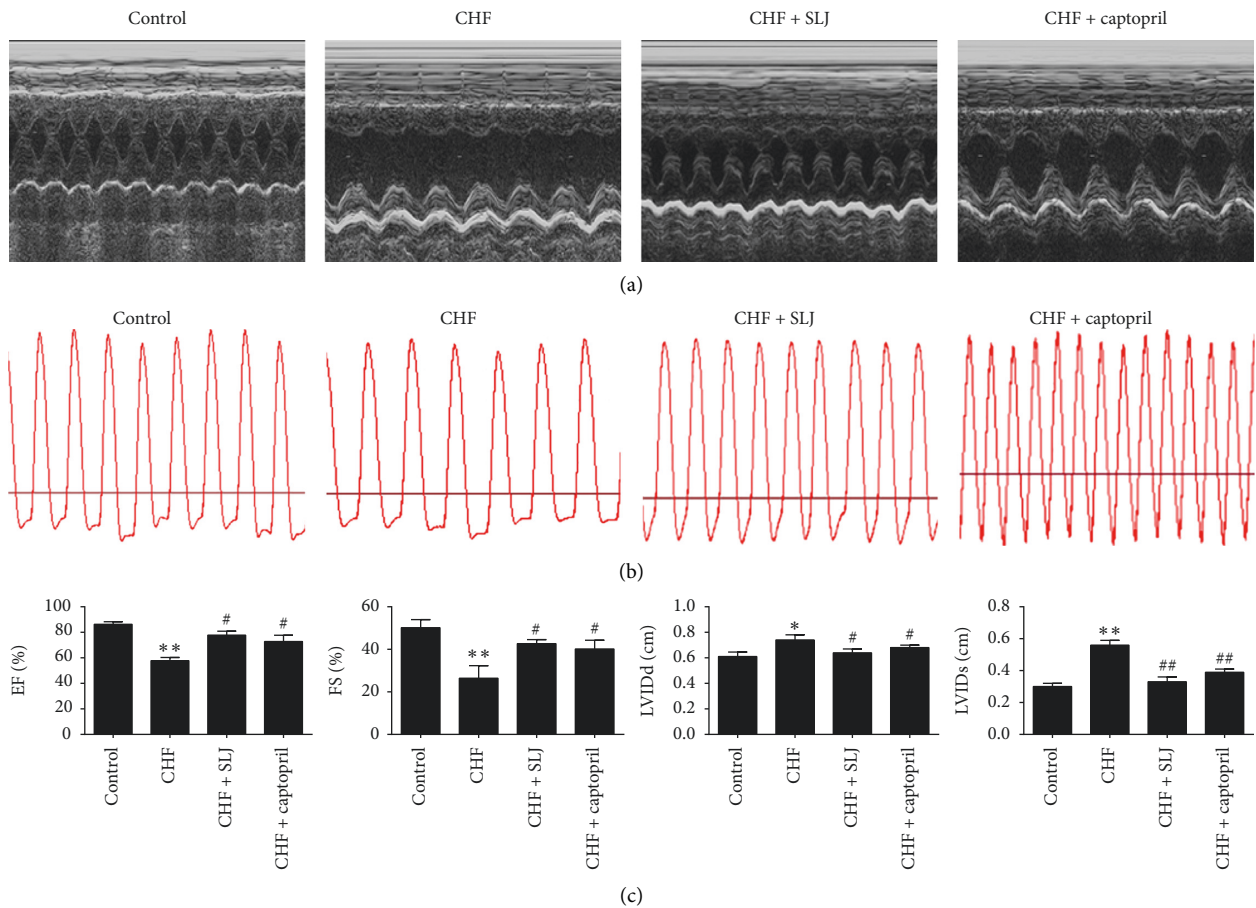 Control CHF CHF + SLJ CHF + captopril
(a)
Control CHF CHF + SLJ CHF + captopril
(b)
EF (%)
100
80
60
40
20
0
**
#
#
Control
CHF
CHF + SLJ
CHF + captopril
FS (%)
60
40
20
0
**
#
#
Control
CHF
CHF + SLJ
CHF + captopril
LVIDd (cm)
1.0
0.8
0.6
0.4
0.2
0.0
*
#
#
Control
CHF
CHF + SLJ
CHF + captopril
LVIDs (cm)
0.8
0.6
0.4
0.2
0.0
**
##
##
Control
CHF
CHF + SLJ
CHF + captopril
(c)